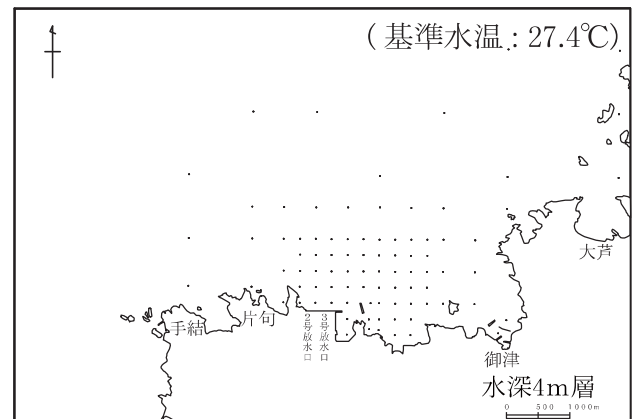 (基準水温:27.4℃)
大芦
手結
片句
2号放水口
3号放水口
御津
水深4m層
0 500 1000m